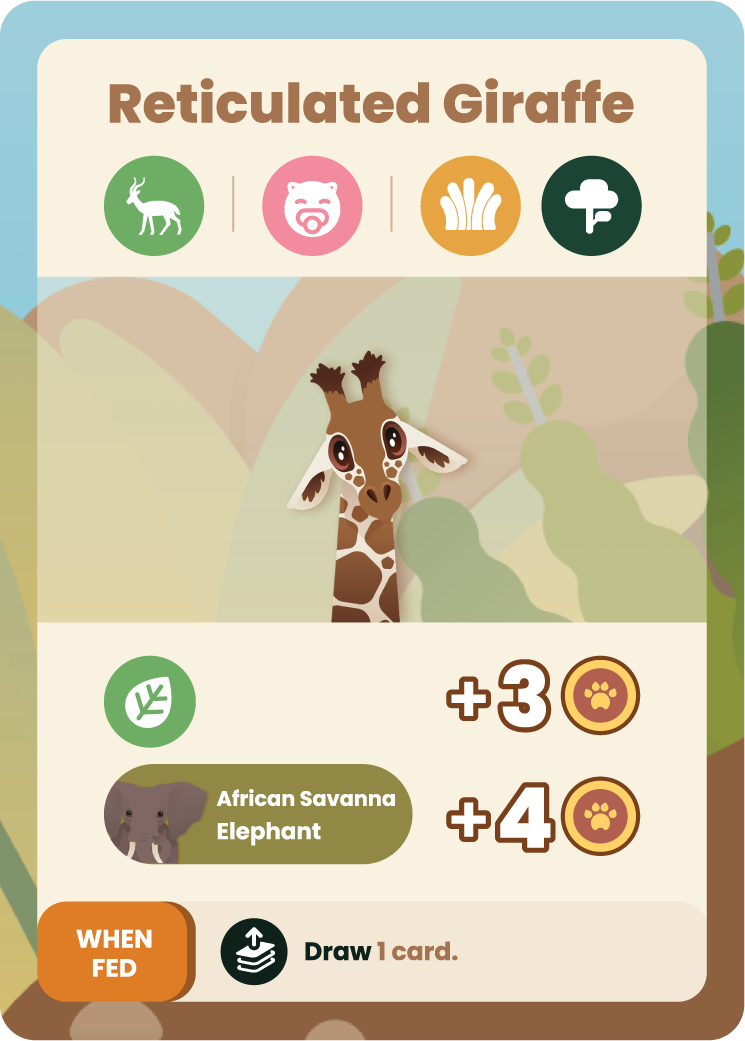 Reticulated Giraffe
+3
African Savanna
Elephant
+4
WHEN
FED
Draw 1 card.